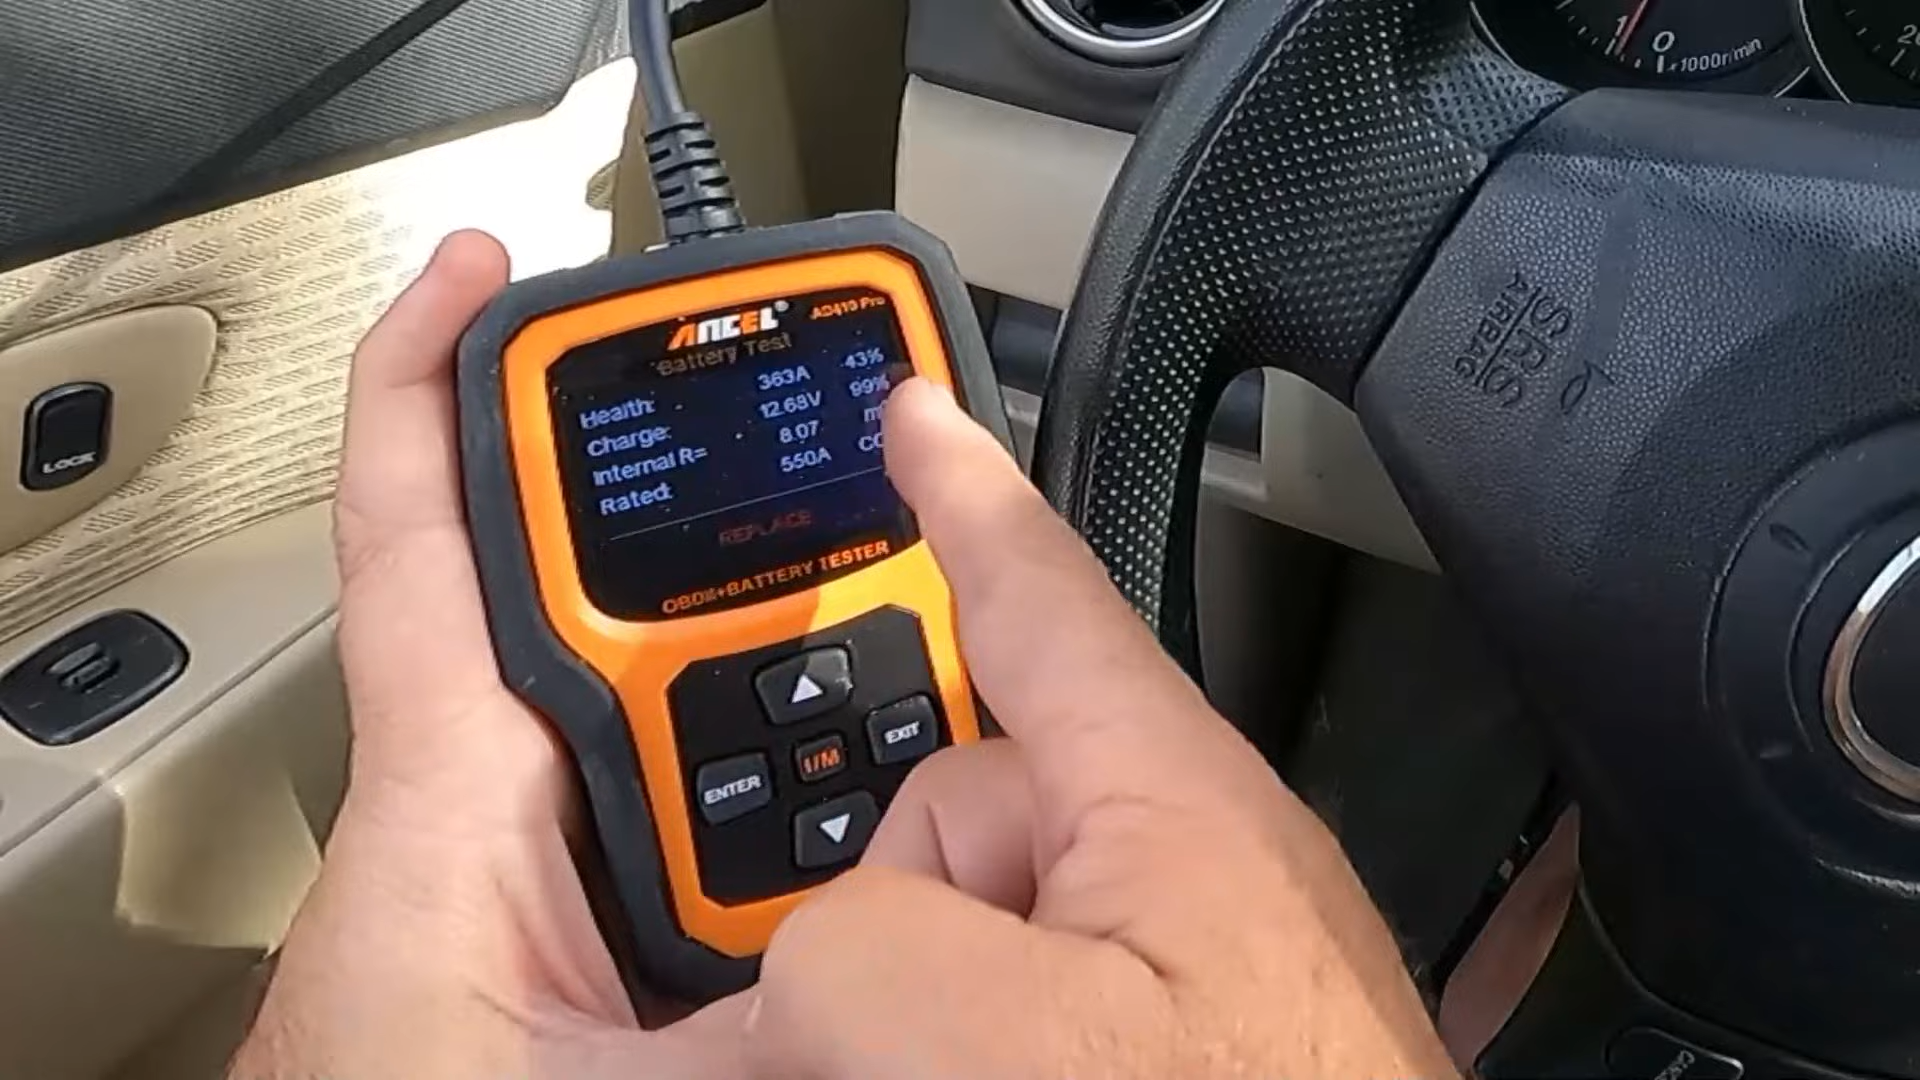 ANCEL® AD410 Pro
Battery Test
Health: 363A 43%
Charge: 12.68V 99%
Internal R= 8.07
Rated: 550A
REPLACE
OBDII+BATTERY TESTER
ENTER
I/M
EXIT
LOCK
SRS
AIRBAG
1
0
x1000r/min